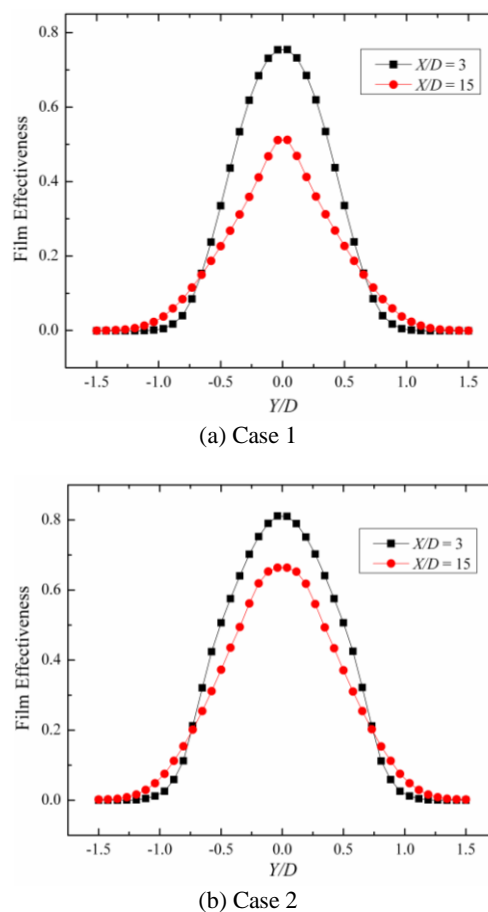 0.8
0.6
0.4
0.2
0.0
Film Effectiveness
X/D = 3
X/D = 15
-1.5 -1.0 -0.5 0.0 0.5 1.0 1.5
Y/D
(a) Case 1
0.8
0.6
0.4
0.2
0.0
Film Effectiveness
X/D = 3
X/D = 15
-1.5 -1.0 -0.5 0.0 0.5 1.0 1.5
Y/D
(b) Case 2